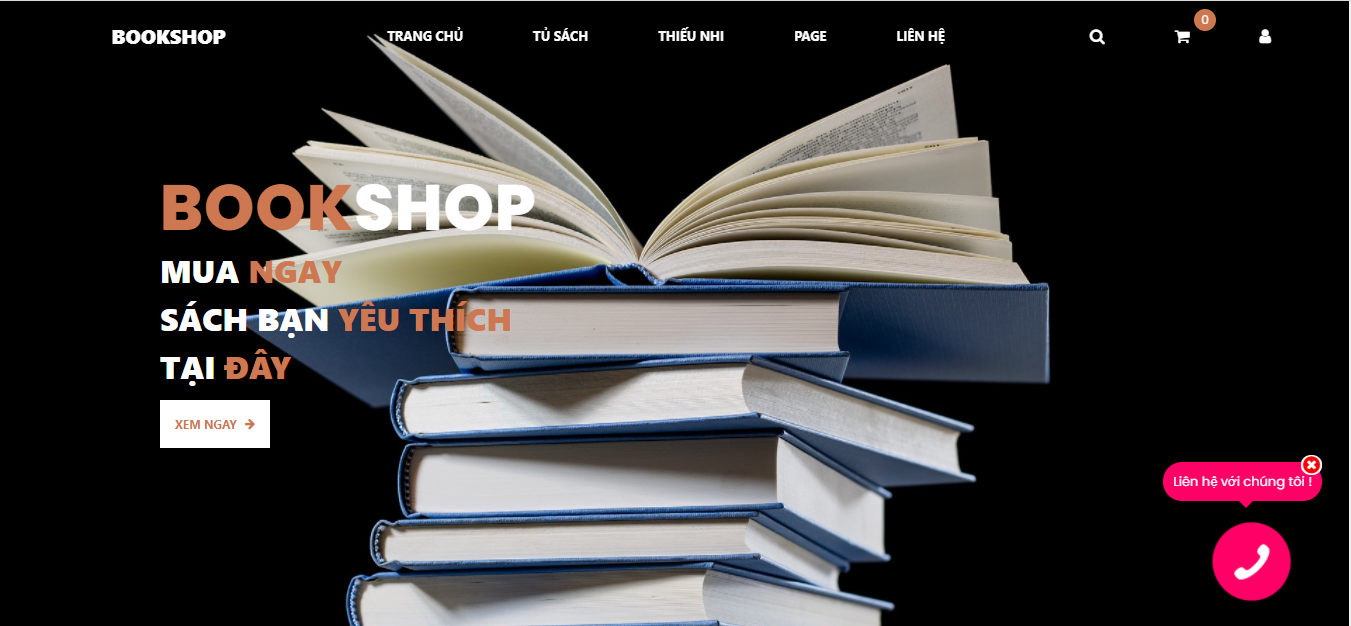 BOOKSHOP
TRANG CHỦ
TỦ SÁCH
THIẾU NHI
PAGE
LIÊN HỆ
0
BOOKSHOP
MUA NGAY
SÁCH BẠN YÊU THÍCH
TẠI ĐÂY
XEM NGAY
Liên hệ với chúng tôi !